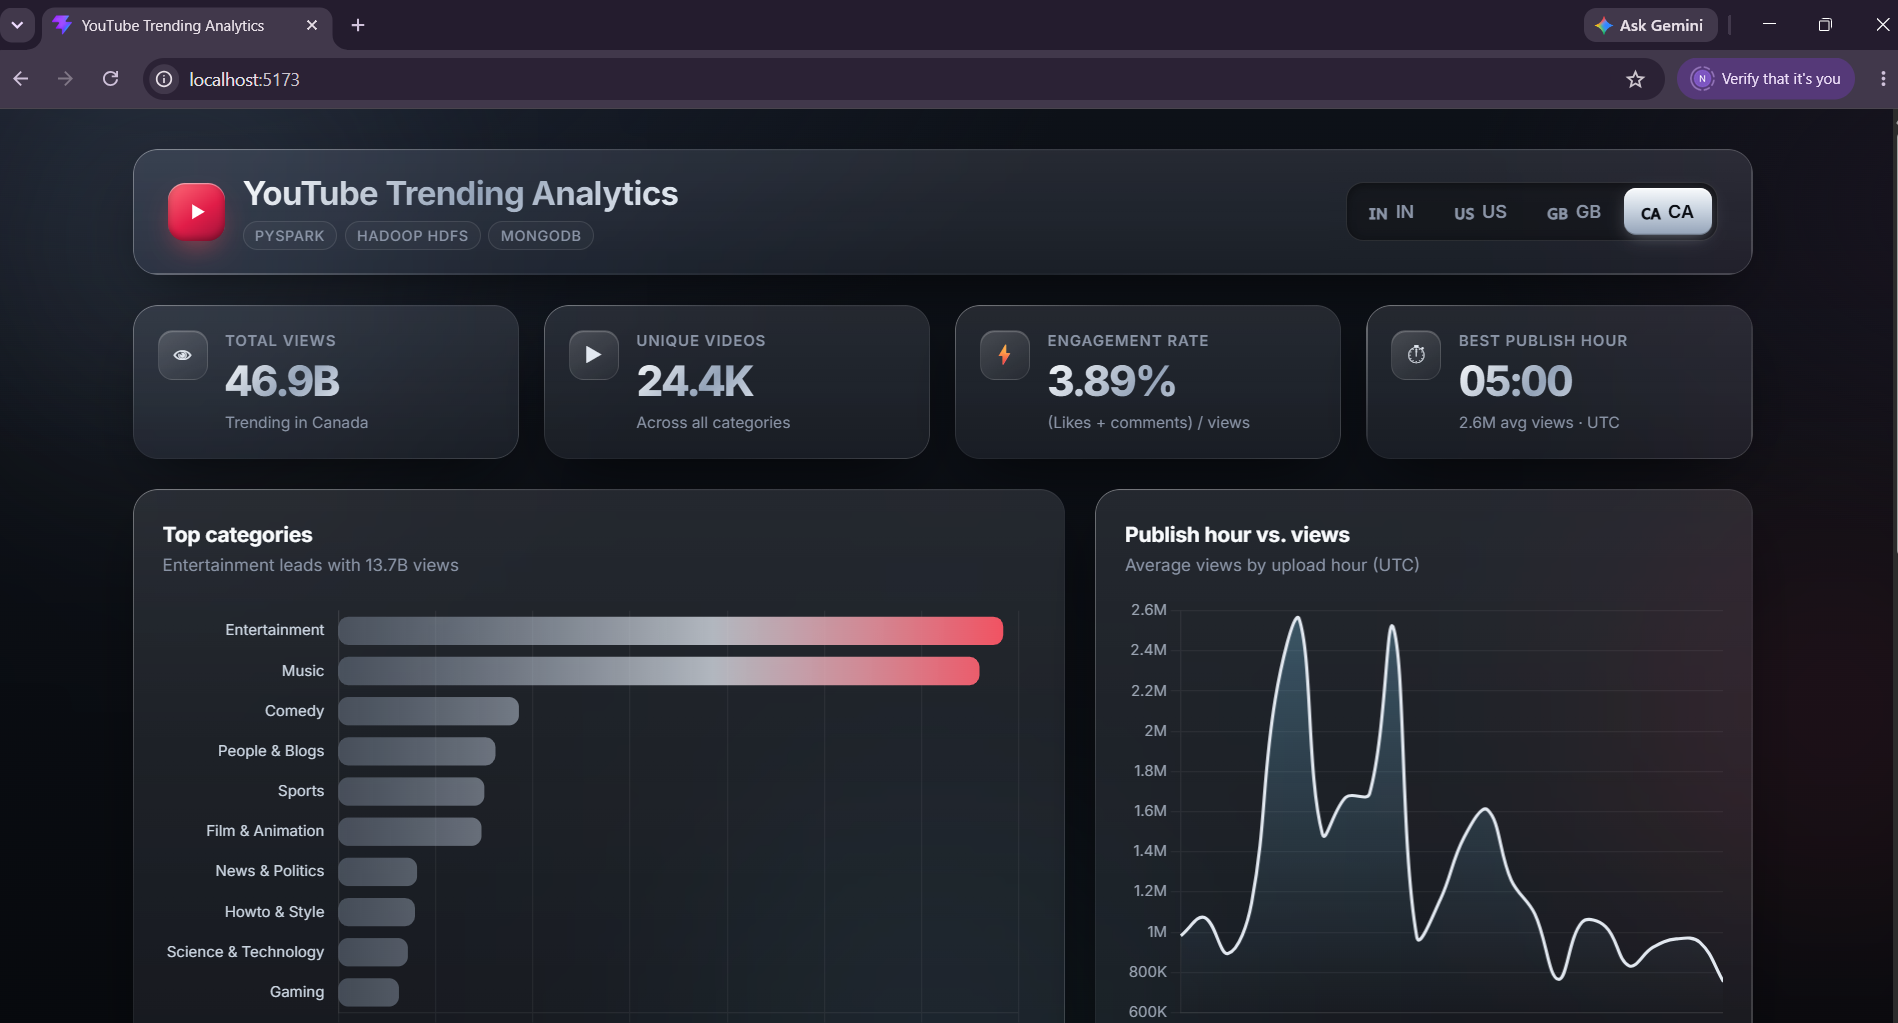 YouTube Trending Analytics
Ask Gemini
localhost:5173
N
Verify that it's you
YouTube Trending Analytics
PYSPARK
HADOOP HDFS
MONGODB
IN IN
US US
GB GB
CA CA
TOTAL VIEWS
46.9B
Trending in Canada
UNIQUE VIDEOS
24.4K
Across all categories
ENGAGEMENT RATE
3.89%
(Likes + comments) / views
BEST PUBLISH HOUR
05:00
2.6M avg views · UTC
Top categories
Entertainment leads with 13.7B views
Entertainment
Music
Comedy
People & Blogs
Sports
Film & Animation
News & Politics
Howto & Style
Science & Technology
Gaming
Publish hour vs. views
Average views by upload hour (UTC)
2.6M
2.4M
2.2M
2M
1.8M
1.6M
1.4M
1.2M
1M
800K
600K